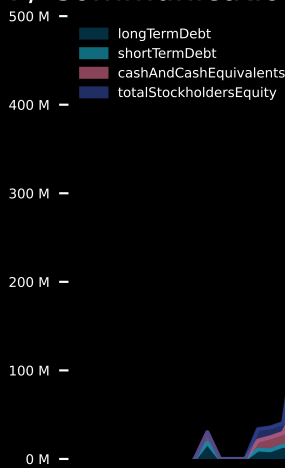 500 M
longTermDebt
shortTermDebt
cashAndCashEquivalents
totalStockholdersEquity
400 M
300 M
200 M
100 M
0 M